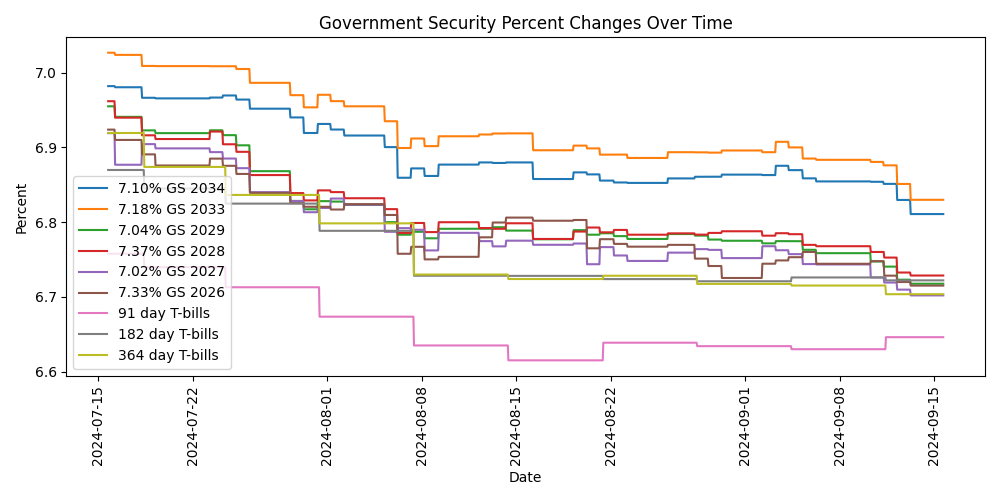 Government Security Percent Changes Over Time
Percent
7.0
6.9
6.8
6.7
6.6
7.10% GS 2034
7.18% GS 2033
7.04% GS 2029
7.37% GS 2028
7.02% GS 2027
7.33% GS 2026
91 day T-bills
182 day T-bills
364 day T-bills
2024-07-15
2024-07-22
2024-08-01
2024-08-08
2024-08-15
2024-08-22
2024-09-01
2024-09-08
2024-09-15
Date